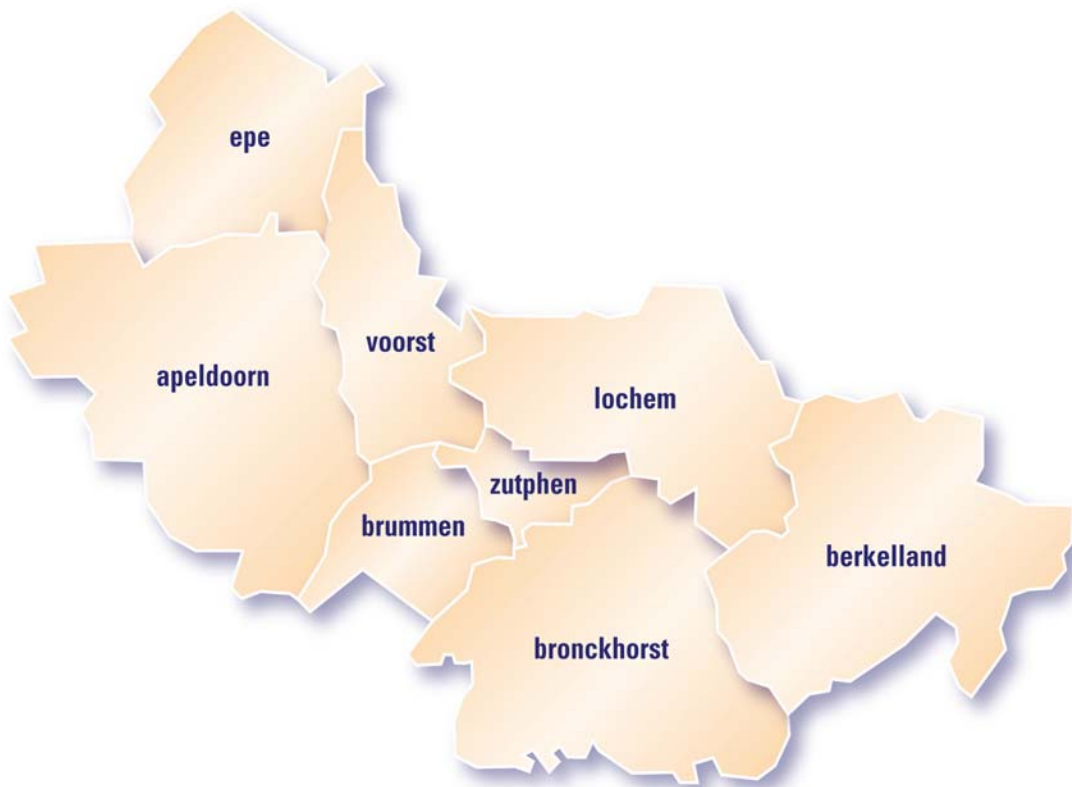 epe
voorst
apeldoorn
lochem
zutphen
brummen
berkelland
bronckhorst